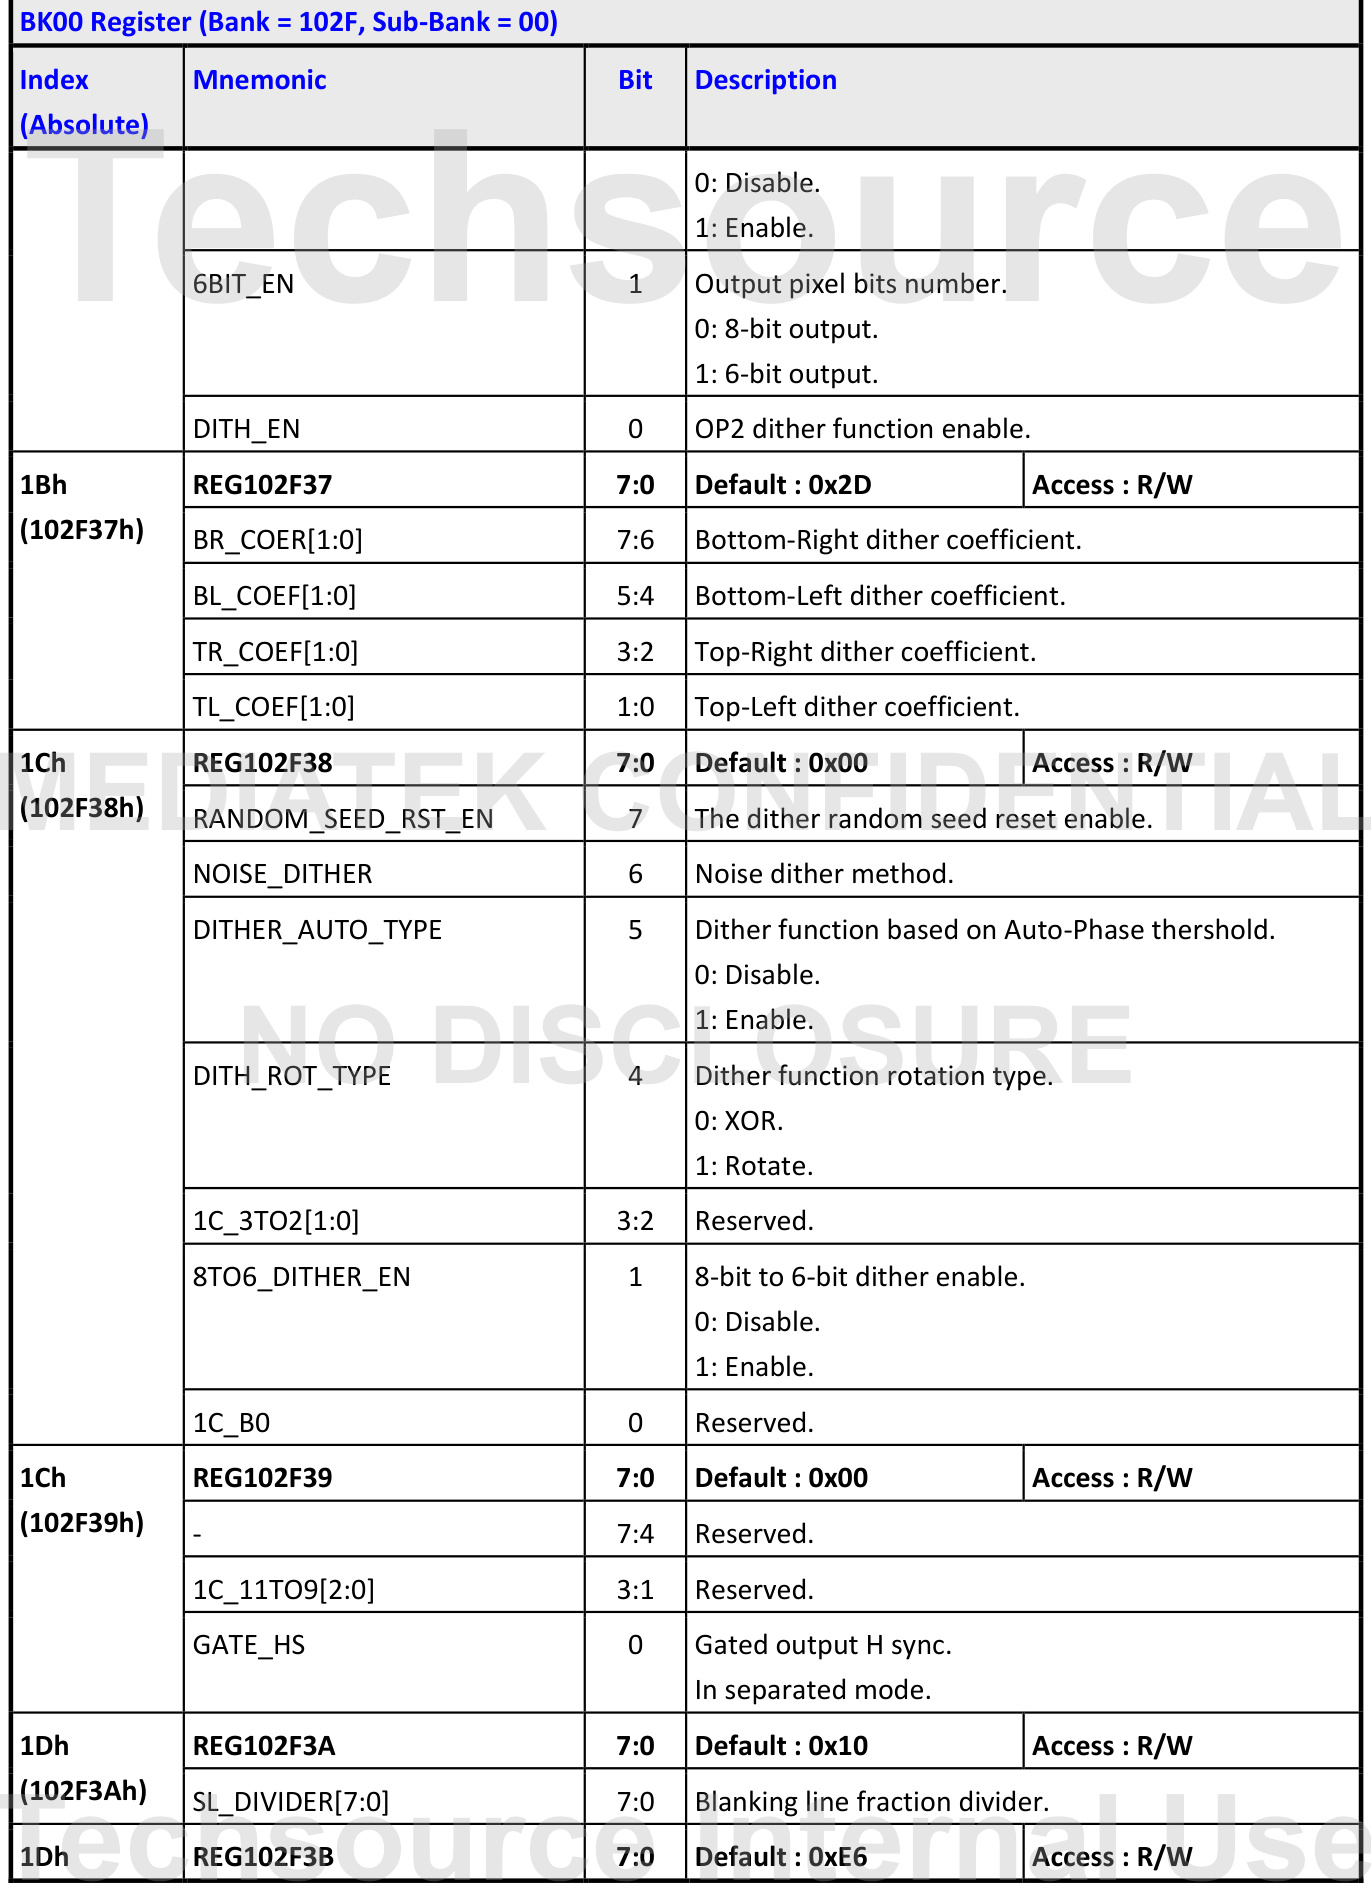 BK00 Register (Bank = 102F, Sub-Bank = 00)
Index (Absolute) Mnemonic Bit Description
0: Disable.
1: Enable.
Techsource
6BIT_EN 1 Output pixel bits number.
0: 8-bit output.
1: 6-bit output.
DITH_EN 0 OP2 dither function enable.
1Bh REG102F37 7:0 Default : 0x2D Access : R/W
(102F37h)
BR_COER[1:0] 7:6 Bottom-Right dither coefficient.
BL_COEF[1:0] 5:4 Bottom-Left dither coefficient.
TR_COEF[1:0] 3:2 Top-Right dither coefficient.
TL_COEF[1:0] 1:0 Top-Left dither coefficient.
1Ch REG102F38 7:0 Default : 0x00 Access : R/W
MEDIATEK CONFIDENTIAL
(102F38h)
RANDOM_SEED_RST_EN 7 The dither random seed reset enable.
NOISE_DITHER 6 Noise dither method.
DITHER_AUTO_TYPE 5 Dither function based on Auto-Phase thershold.
0: Disable.
1: Enable.
NO DISCLOSURE
DITH_ROT_TYPE 4 Dither function rotation type.
0: XOR.
1: Rotate.
1C_3TO2[1:0] 3:2 Reserved.
8TO6_DITHER_EN 1 8-bit to 6-bit dither enable.
0: Disable.
1: Enable.
1C_B0 0 Reserved.
1Ch REG102F39 7:0 Default : 0x00 Access : R/W
(102F39h)
- 7:4 Reserved.
1C_11TO9[2:0] 3:1 Reserved.
GATE_HS 0 Gated output H sync.
In separated mode.
1Dh REG102F3A 7:0 Default : 0x10 Access : R/W
(102F3Ah)
SL_DIVIDER[7:0] 7:0 Blanking line fraction divider.
Techsource Internal Use
1Dh REG102F3B 7:0 Default : 0xE6 Access : R/W